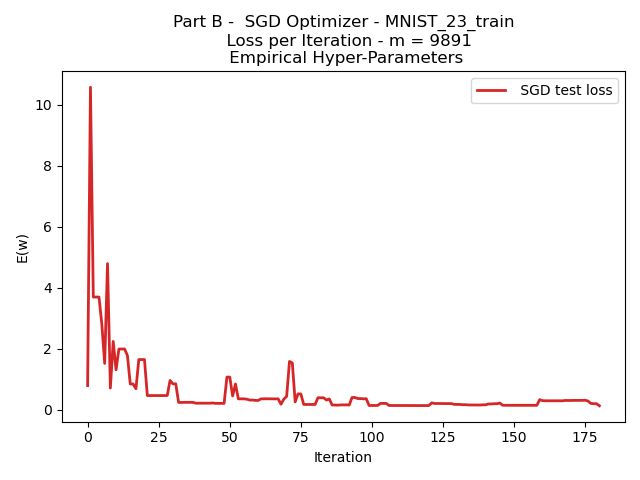 Part B -  SGD Optimizer - MNIST_23_train
Loss per Iteration - m = 9891
Empirical Hyper-Parameters
SGD test loss
E(w)
10
8
6
4
2
0
0 25 50 75 100 125 150 175
Iteration